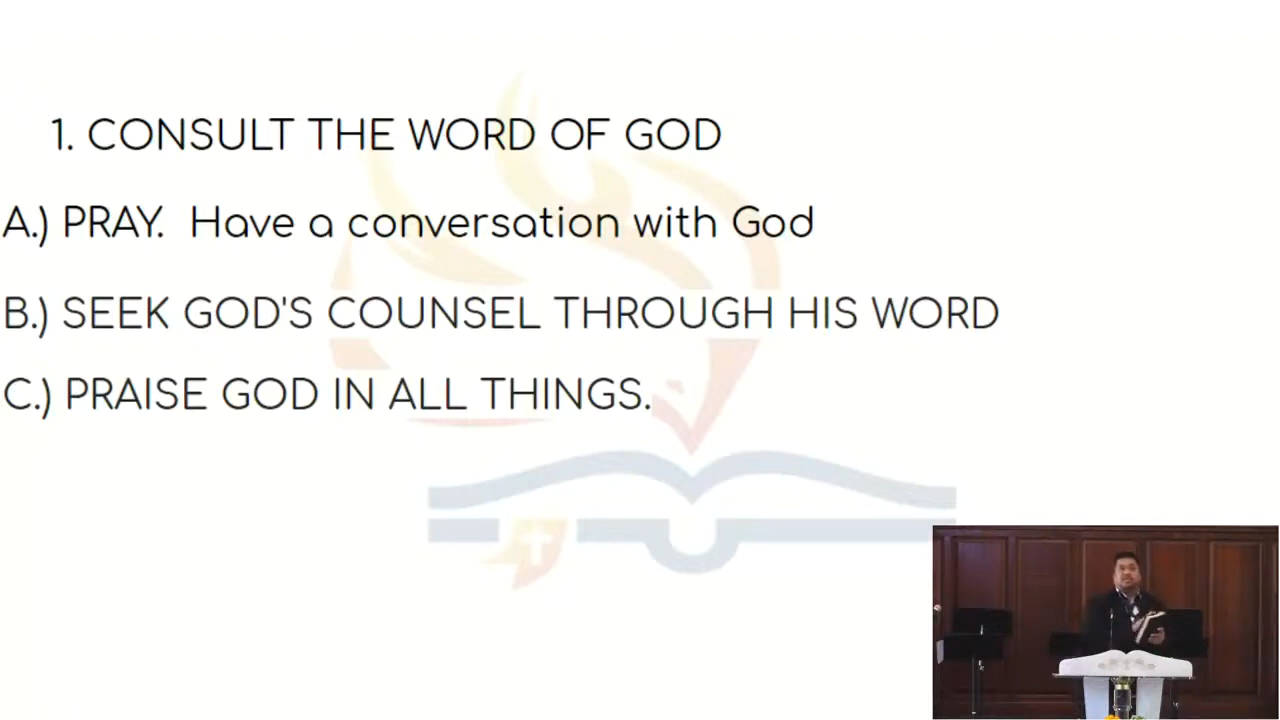 1. CONSULT THE WORD OF GOD
A.) PRAY.  Have a conversation with God
B.) SEEK GOD'S COUNSEL THROUGH HIS WORD
C.) PRAISE GOD IN ALL THINGS.